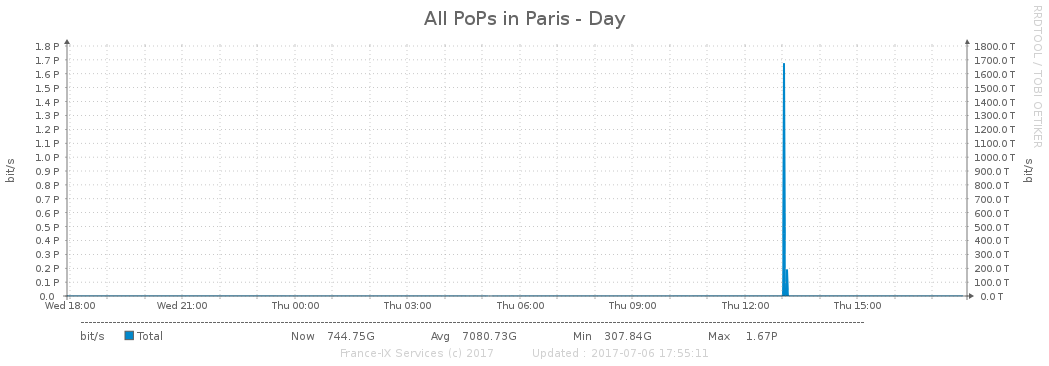 All PoPs in Paris - Day
RRDTOOL / TOBI OETIKER
bit/s
1.8 P 1800.0 T
1.7 P 1700.0 T
1.6 P 1600.0 T
1.5 P 1500.0 T
1.4 P 1400.0 T
1.3 P 1300.0 T
1.2 P 1200.0 T
1.1 P 1100.0 T
1.0 P 1000.0 T
0.9 P 900.0 T
0.8 P 800.0 T
0.7 P 700.0 T
0.6 P 600.0 T
0.5 P 500.0 T
0.4 P 400.0 T
0.3 P 300.0 T
0.2 P 200.0 T
0.1 P 100.0 T
0.0 0.0 T
bit/s
Wed 18:00 Wed 21:00 Thu 00:00 Thu 03:00 Thu 06:00 Thu 09:00 Thu 12:00 Thu 15:00
bit/s Total Now 744.75G Avg 7080.73G Min 307.84G Max 1.67P
France-IX Services (c) 2017 Updated : 2017-07-06 17:55:11